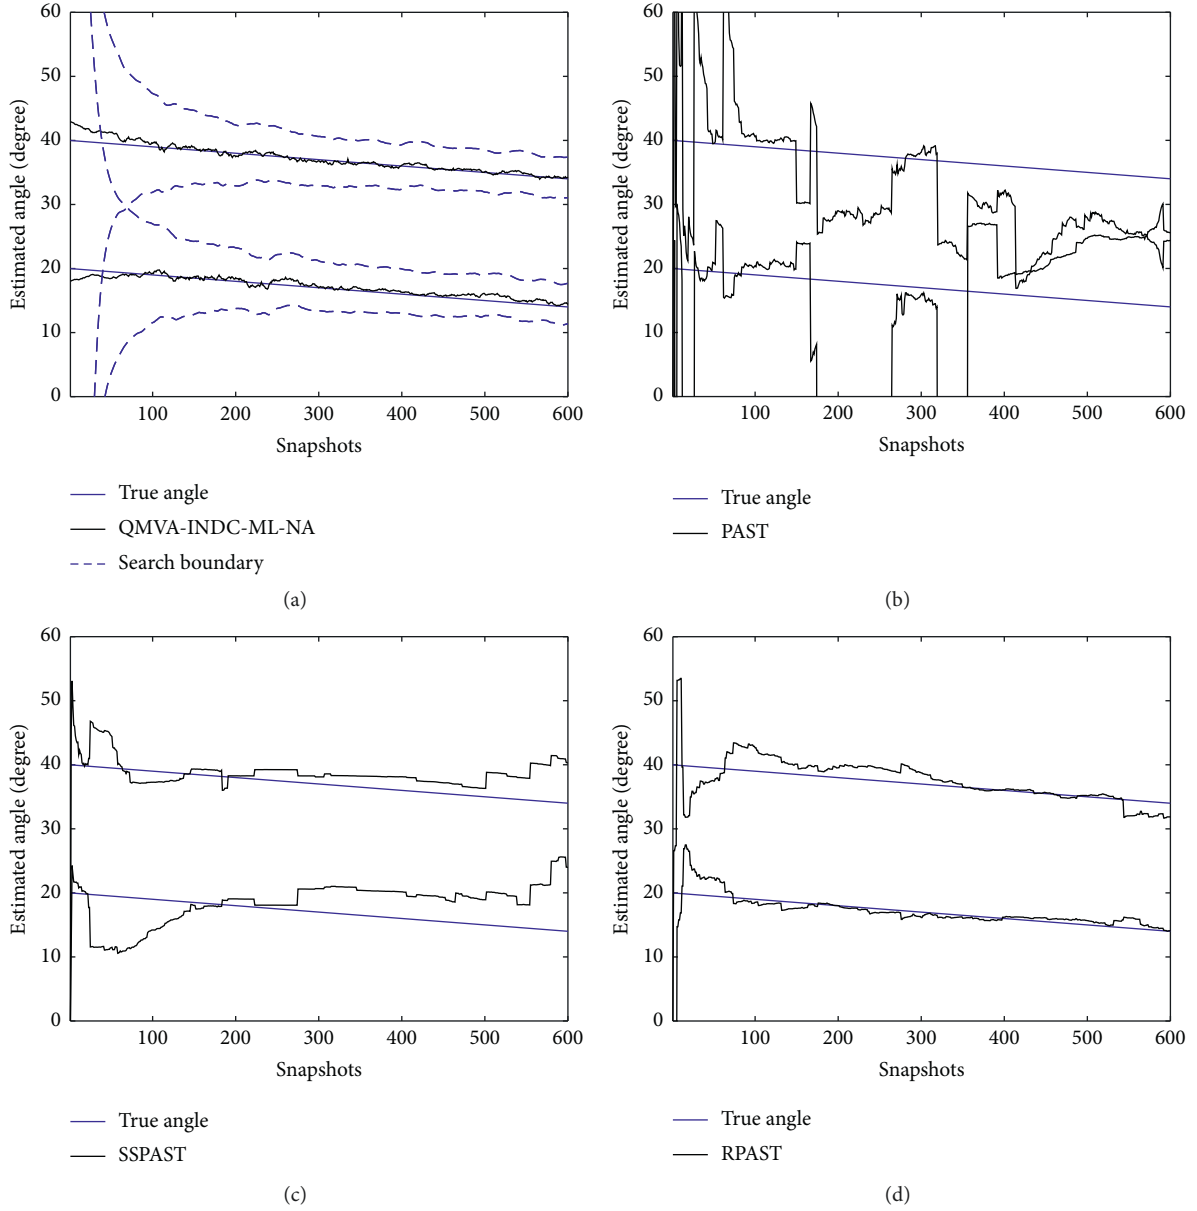 60
50
40
30
20
10
0
Estimated angle (degree)
100 200 300 400 500 600
Snapshots
True angle
QMVA-INDC-ML-NA
Search boundary
(a)
60
50
40
30
20
10
0
Estimated angle (degree)
100 200 300 400 500 600
Snapshots
True angle
PAST
(b)
60
50
40
30
20
10
0
Estimated angle (degree)
100 200 300 400 500 600
Snapshots
True angle
SSPAST
(c)
60
50
40
30
20
10
0
Estimated angle (degree)
100 200 300 400 500 600
Snapshots
True angle
RPAST
(d)